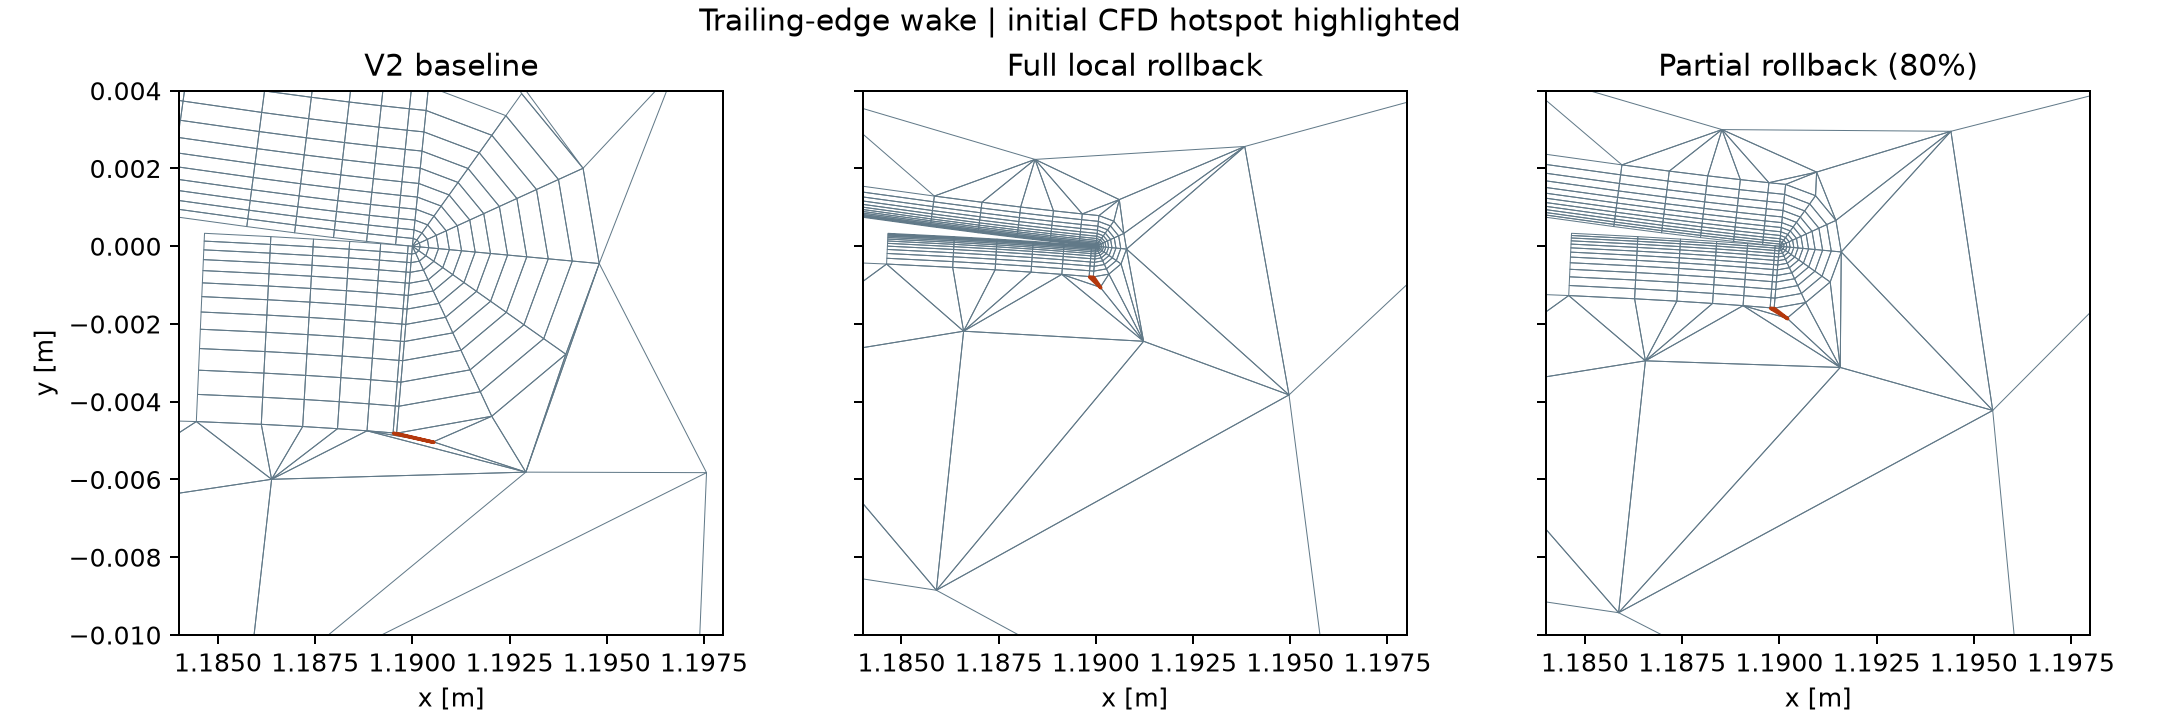 Trailing-edge wake | initial CFD hotspot highlighted
V2 baseline
Full local rollback
Partial rollback (80%)
0.004
0.002
0.000
−0.002
−0.004
−0.006
−0.008
−0.010
y [m]
1.1850 1.1875 1.1900 1.1925 1.1950 1.1975
1.1850 1.1875 1.1900 1.1925 1.1950 1.1975
1.1850 1.1875 1.1900 1.1925 1.1950 1.1975
x [m]
x [m]
x [m]